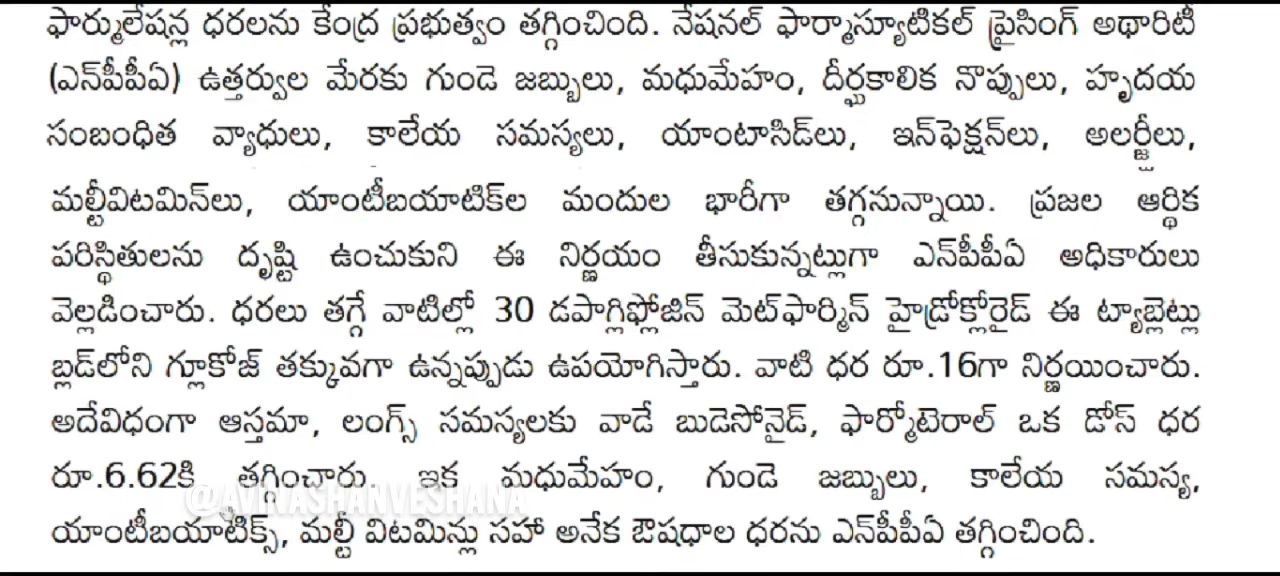 ఫార్ములేషన్ల ధరలను కేంద్ర ప్రభుత్వం తగ్గించింది. నేషనల్ ఫార్మాస్యూటికల్ ప్రైసింగ్ అథారిటీ
(ఎన్‌పీపీఏ) ఉత్తర్వుల మేరకు గుండె జబ్బులు, మధుమేహం, దీర్ఘకాలిక నొప్పులు, హృదయ
సంబంధిత వ్యాధులు, కాలేయ సమస్యలు, యాంటాసిడ్‌లు, ఇన్‌ఫెక్షన్‌లు, అలర్జీలు,
మల్టీవిటమిన్‌లు, యాంటీబయాటిక్‌ల మందుల భారీగా తగ్గనున్నాయి. ప్రజల ఆర్థిక
పరిస్థితులను దృష్టి ఉంచుకుని ఈ నిర్ణయం తీసుకున్నట్లుగా ఎన్‌పీపీఏ అధికారులు
వెల్లడించారు. ధరలు తగ్గే వాటిల్లో 30 డపాగ్లిఫ్లోజిన్ మెట్‌ఫార్మిన్ హైడ్రోక్లోరైడ్ ఈ ట్యాబ్లెట్లు
బ్లడ్‌లోని గ్లూకోజ్ తక్కువగా ఉన్నప్పుడు ఉపయోగిస్తారు. వాటి ధర రూ.16గా నిర్ణయించారు.
అదేవిధంగా ఆస్తమా, లంగ్స్ సమస్యలకు వాడే బుడెసోనైడ్, ఫార్మోటెరాల్ ఒక డోస్ ధర
రూ.6.62కి తగ్గించారు. ఇక మధుమేహం, గుండె జబ్బులు, కాలేయ సమస్య,
@AVINASHANVESHANA
యాంటీబయాటిక్స్, మల్టీ విటమిన్లు సహా అనేక ఔషధాల ధరను ఎన్‌పీపీఏ తగ్గించింది.